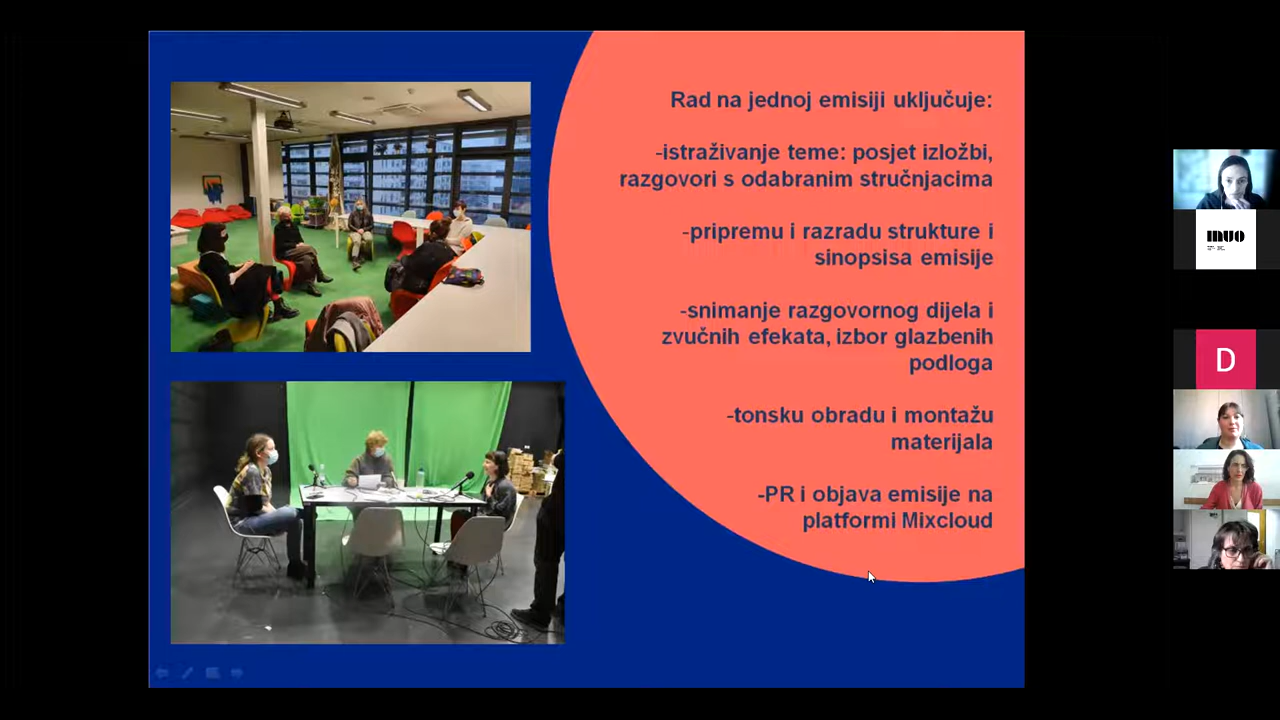 Rad na jednoj emisiji uključuje:
-istraživanje teme: posjet izložbi,
razgovori s odabranim stručnjacima
-pripremu i razradu strukture i
sinopsisa emisije
-snimanje razgovornog dijela i
zvučnih efekata, izbor glazbenih
podloga
-tonsku obradu i montažu
materijala
-PR i objava emisije na
platformi Mixcloud
muo
D